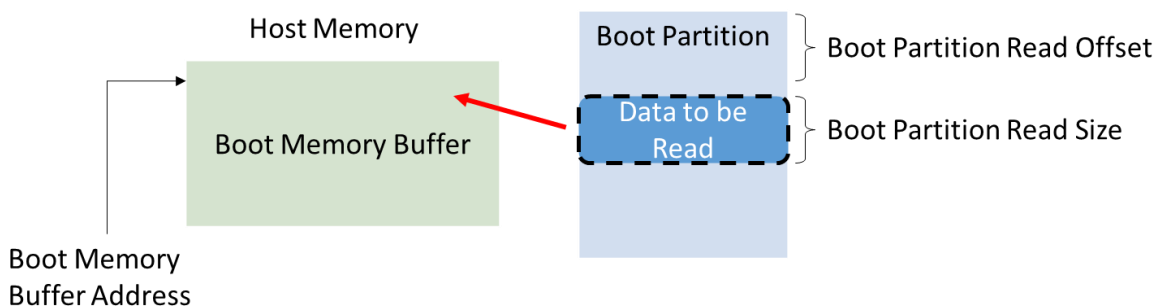 Host Memory
Boot Partition
Boot Partition Read Offset
Data to be
Read
Boot Partition Read Size
Boot Memory Buffer
Boot Memory
Buffer Address